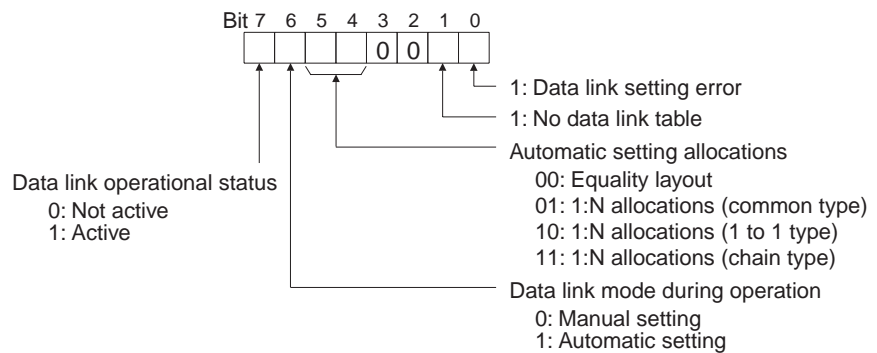 Bit 7 6 5 4 3 2 1 0
0 0
1: Data link setting error
1: No data link table
Automatic setting allocations
00: Equality layout
01: 1:N allocations (common type)
10: 1:N allocations (1 to 1 type)
11: 1:N allocations (chain type)
Data link operational status
0: Not active
1: Active
Data link mode during operation
0: Manual setting
1: Automatic setting